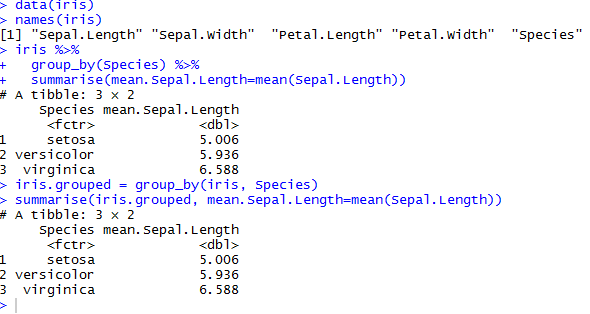 > data(iris)
> names(iris)
[1] "Sepal.Length" "Sepal.Width"  "Petal.Length" "Petal.Width"  "Species"
> iris %>%
+   group_by(Species) %>%
+   summarise(mean.Sepal.Length=mean(Sepal.Length))
# A tibble: 3 × 2
     Species mean.Sepal.Length
      <fctr>             <dbl>
1     setosa             5.006
2 versicolor             5.936
3  virginica             6.588
> iris.grouped = group_by(iris, Species)
> summarise(iris.grouped, mean.Sepal.Length=mean(Sepal.Length))
# A tibble: 3 × 2
     Species mean.Sepal.Length
      <fctr>             <dbl>
1     setosa             5.006
2 versicolor             5.936
3  virginica             6.588
>